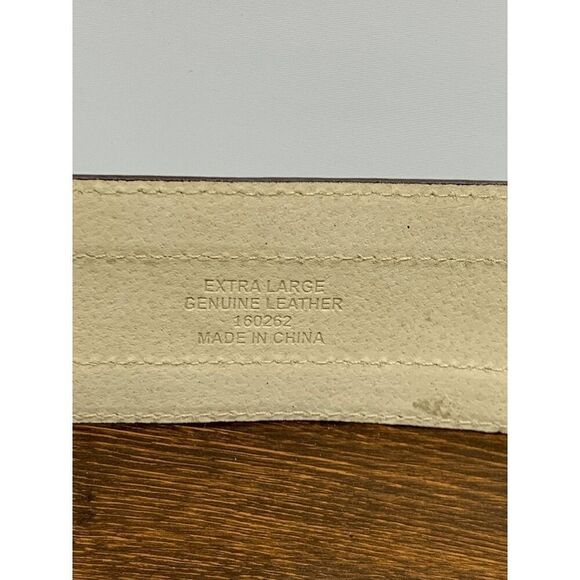 EXTRA LARGE
GENUINE LEATHER
160262
MADE IN CHINA